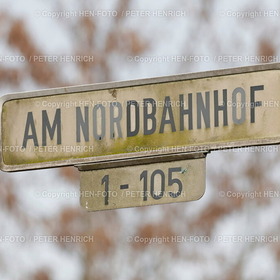 Copyright © HEN-FOTO / PETER HENRICH
AM NORDBAHNHOF
1 - 105